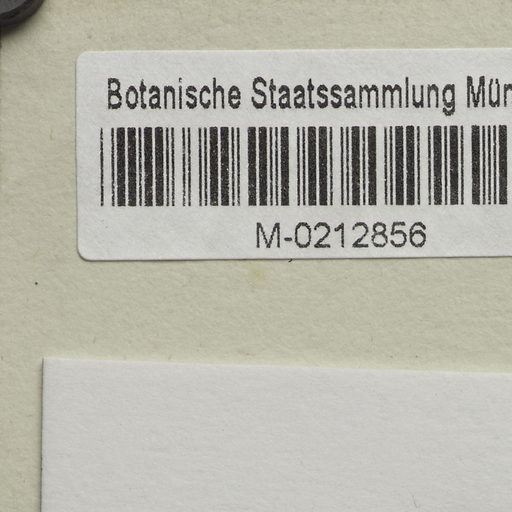 Botanische Staatssammlung Mün
M-0212856